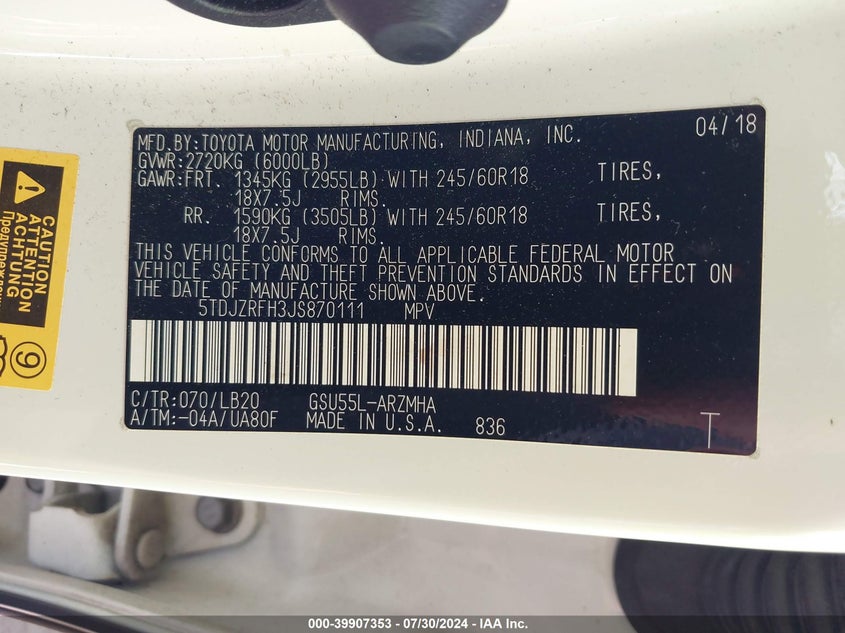 MFD.BY:TOYOTA MOTOR MANUFACTURING, INDIANA, INC. 04/18
GVWR:2720KG (6000LB)
GAWR:FRT. 1345KG (2955LB) WITH 245/60R18 TIRES,
18X7.5J RIMS.
RR. 1590KG (3505LB) WITH 245/60R18 TIRES,
18X7.5J RIMS.
THIS VEHICLE CONFORMS TO ALL APPLICABLE FEDERAL MOTOR
VEHICLE SAFETY AND THEFT PREVENTION STANDARDS IN EFFECT ON
THE DATE OF MANUFACTURE SHOWN ABOVE.
5TDJZRFH3JS870111 MPV
C/TR:070/LB20 GSU55L-ARZMHA
A/TM:-04A/UA80F MADE IN U.S.A. 836 T
CAUTION
ATTENTION
ACHTUNG
9
000-39907353 - 07/30/2024 - IAA Inc.